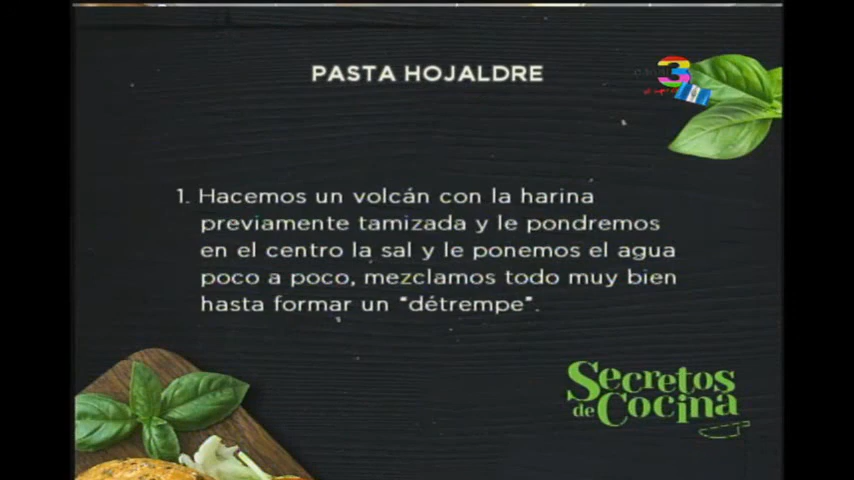 PASTA HOJALDRE
3
1. Hacemos un volcán con la harina
previamente tamizada y le pondremos
en el centro la sal y le ponemos el agua
poco a poco, mezclamos todo muy bien
hasta formar un "détrempe".
Secretos
de Cocina